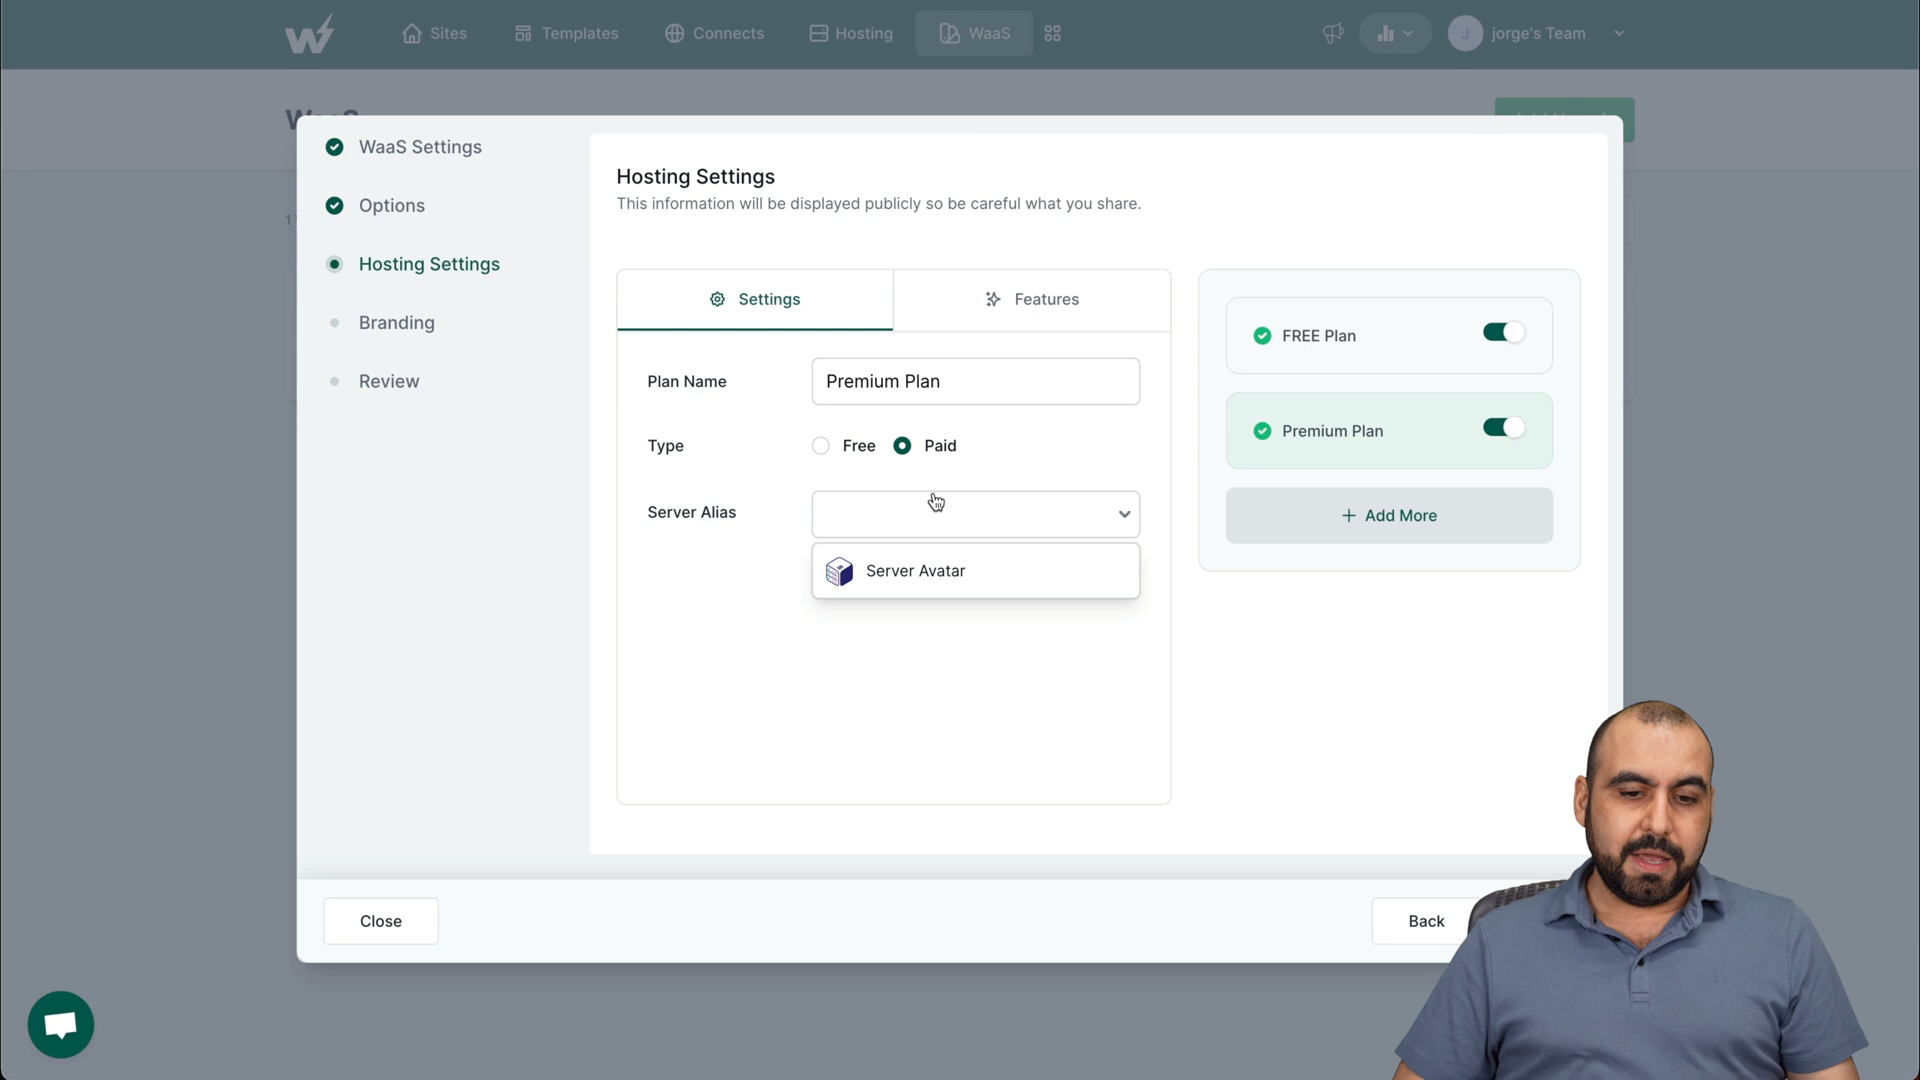 Sites
Templates
Connects
Hosting
WaaS
J
jorge's Team
WaaS Settings
Options
Hosting Settings
Branding
Review
Hosting Settings
This information will be displayed publicly so be careful what you share.
Settings
Features
Plan Name
Premium Plan
Type
Free
Paid
Server Alias
Server Avatar
FREE Plan
Premium Plan
+ Add More
Close
Back